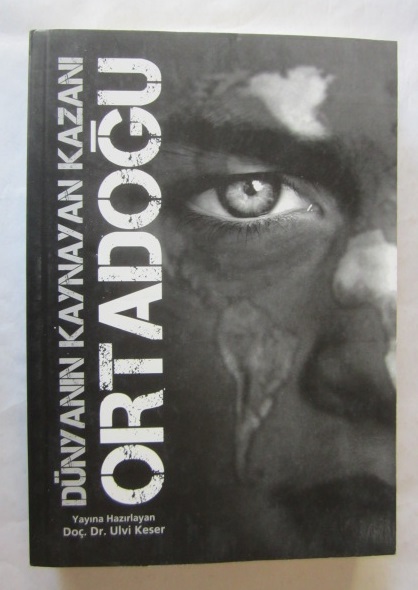 DÜNYANIN KAYNAYAN KAZANI
ORTADOĞU
Yayına Hazırlayan
Doç. Dr. Ulvi Keser